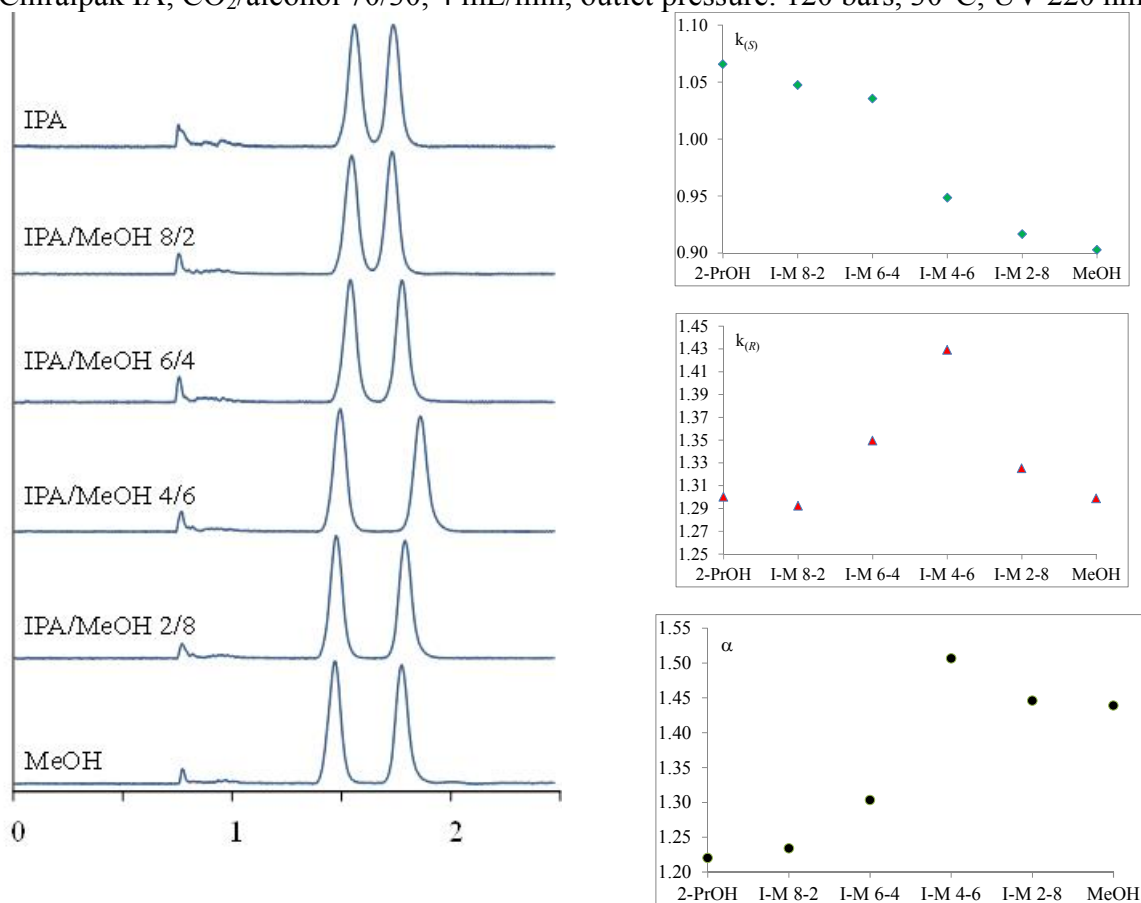 Chiralpak IA, CO2/alcohol 70/30, 4 mL/min, outlet pressure: 120 bars, 30°C, UV 220 nm
IPA
IPA/MeOH 8/2
IPA/MeOH 6/4
IPA/MeOH 4/6
IPA/MeOH 2/8
MeOH
0 1 2
1.10
k(S)
1.05
1.00
0.95
0.90
2-PrOH I-M 8-2 I-M 6-4 I-M 4-6 I-M 2-8 MeOH
1.45
k(R)
1.43
1.41
1.39
1.37
1.35
1.33
1.31
1.29
1.27
1.25
2-PrOH I-M 8-2 I-M 6-4 I-M 4-6 I-M 2-8 MeOH
1.55
α
1.50
1.45
1.40
1.35
1.30
1.25
1.20
2-PrOH I-M 8-2 I-M 6-4 I-M 4-6 I-M 2-8 MeOH